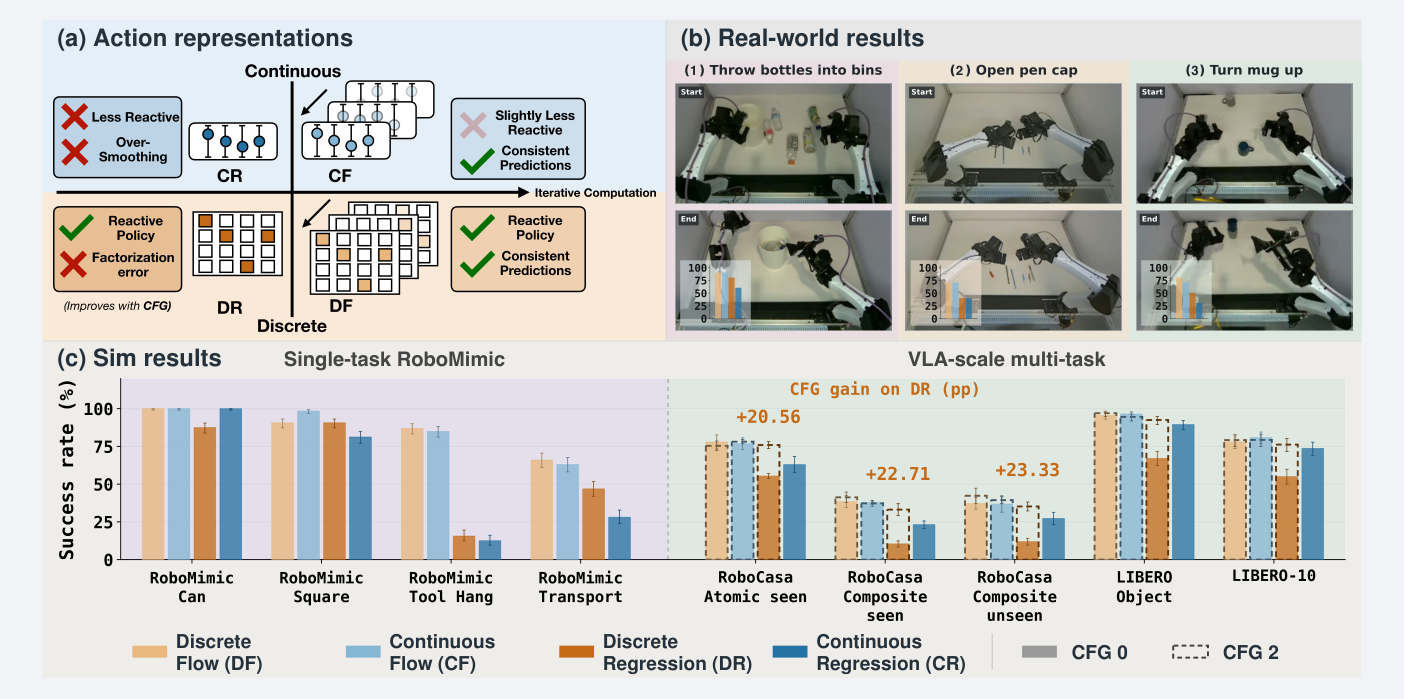 (a) Action representations
Continuous
Less Reactive
Over-
Smoothing
CR
CF
Slightly Less
Reactive
Consistent
Predictions
Iterative Computation
Reactive
Policy
Factorization
error
(Improves with CFG)
DR
DF
Reactive
Policy
Consistent
Predictions
Discrete
(b) Real-world results
(1) Throw bottles into bins
(2) Open pen cap
(3) Turn mug up
Start
Start
Start
End
End
End
100
75
50
25
0
100
75
50
25
0
100
75
50
25
0
(c) Sim results
Single-task RoboMimic
VLA-scale multi-task
Success rate (%)
100
75
50
25
0
CFG gain on DR (pp)
+20.56
+22.71
+23.33
RoboMimic
Can
RoboMimic
Square
RoboMimic
Tool Hang
RoboMimic
Transport
RoboCasa
Atomic seen
RoboCasa
Composite
seen
RoboCasa
Composite
unseen
LIBERO
Object
LIBERO-10
Discrete
Flow (DF)
Continuous
Flow (CF)
Discrete
Regression (DR)
Continuous
Regression (CR)
CFG 0
CFG 2